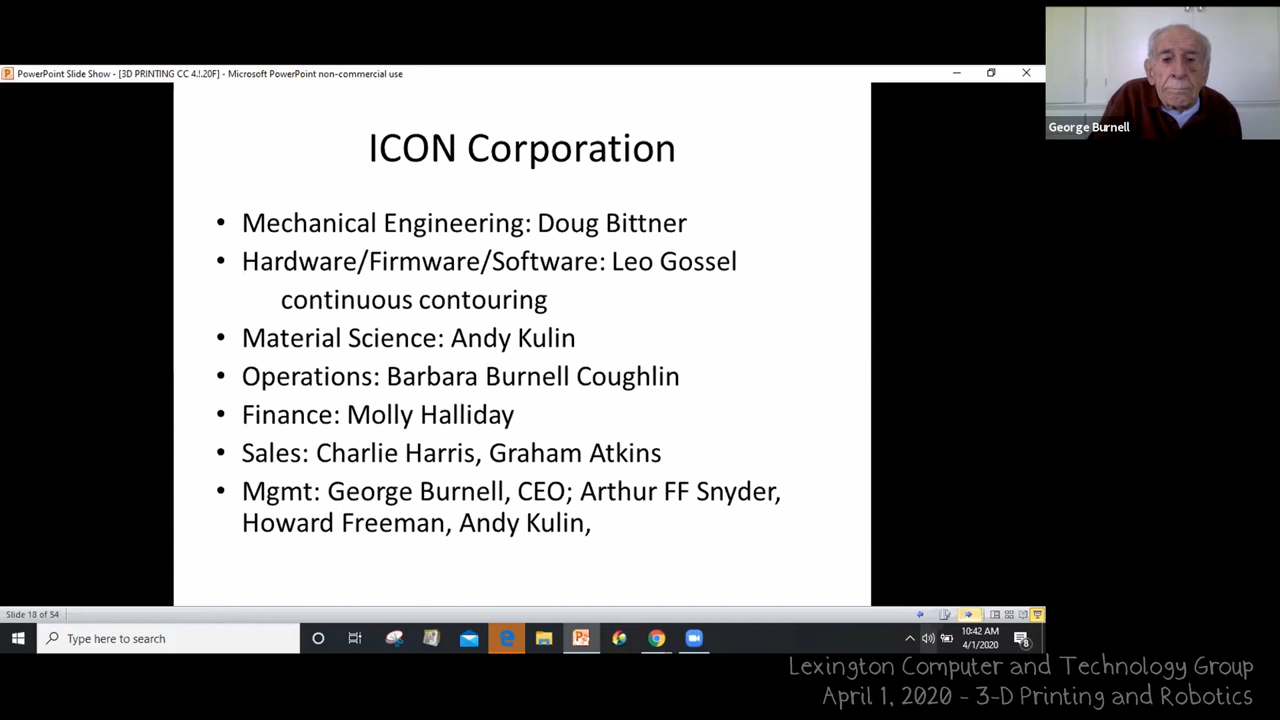 PowerPoint Slide Show - [3D PRINTING CC 4.!.20F] - Microsoft PowerPoint non-commercial use
George Burnell
ICON Corporation
• Mechanical Engineering: Doug Bittner
• Hardware/Firmware/Software: Leo Gossel
continuous contouring
• Material Science: Andy Kulin
• Operations: Barbara Burnell Coughlin
• Finance: Molly Halliday
• Sales: Charlie Harris, Graham Atkins
• Mgmt: George Burnell, CEO; Arthur FF Snyder,
Howard Freeman, Andy Kulin,
Slide 18 of 54
Type here to search
10:42 AM
4/1/2020
8
Lexington Computer and Technology Group
April 1, 2020 - 3-D Printing and Robotics